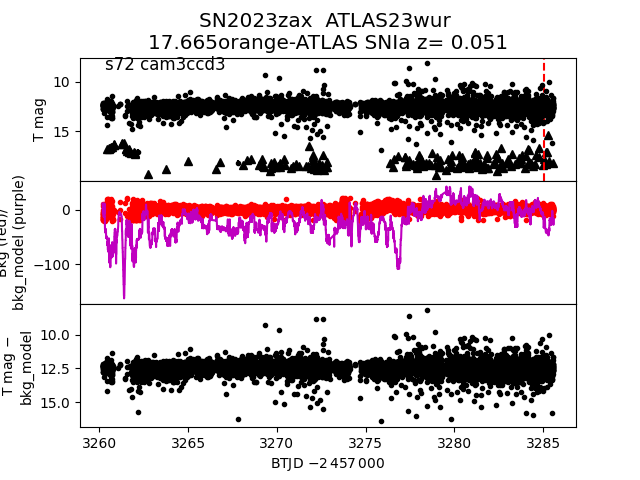 SN2023zax  ATLAS23wur
17.665orange-ATLAS SNIa z= 0.051
s72 cam3ccd3
T mag
10
15
Bkg (red)/
bkg_model (purple)
0
−100
T mag −
bkg_model
10.0
12.5
15.0
3260 3265 3270 3275 3280 3285
BTJD −2 457 000